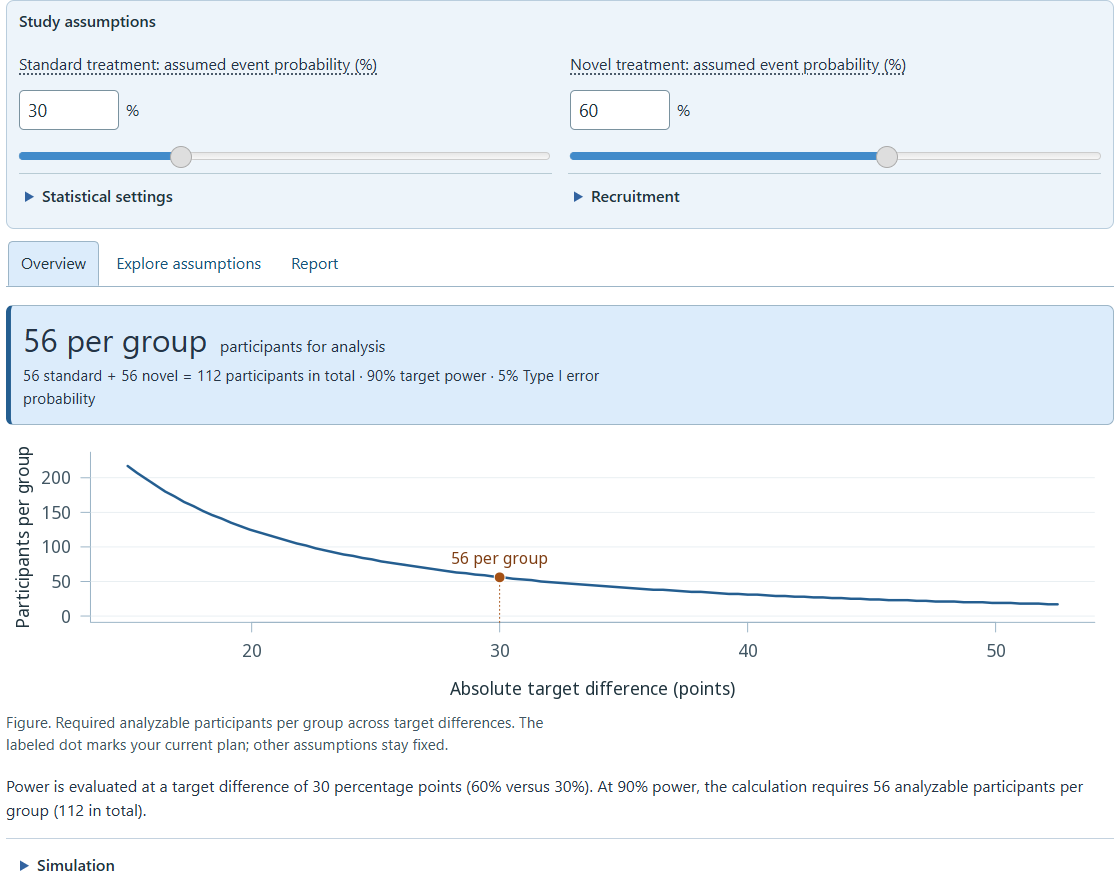 Study assumptions
Standard treatment: assumed event probability (%)
Novel treatment: assumed event probability (%)
30 %
60 %
Statistical settings
Recruitment
Overview
Explore assumptions
Report
56 per group participants for analysis
56 standard + 56 novel = 112 participants in total · 90% target power · 5% Type I error
probability
Participants per group
200
150
100
50
0
56 per group
20
30
40
50
Absolute target difference (points)
Figure. Required analyzable participants per group across target differences. The
labeled dot marks your current plan; other assumptions stay fixed.
Power is evaluated at a target difference of 30 percentage points (60% versus 30%). At 90% power, the calculation requires 56 analyzable participants per
group (112 in total).
Simulation